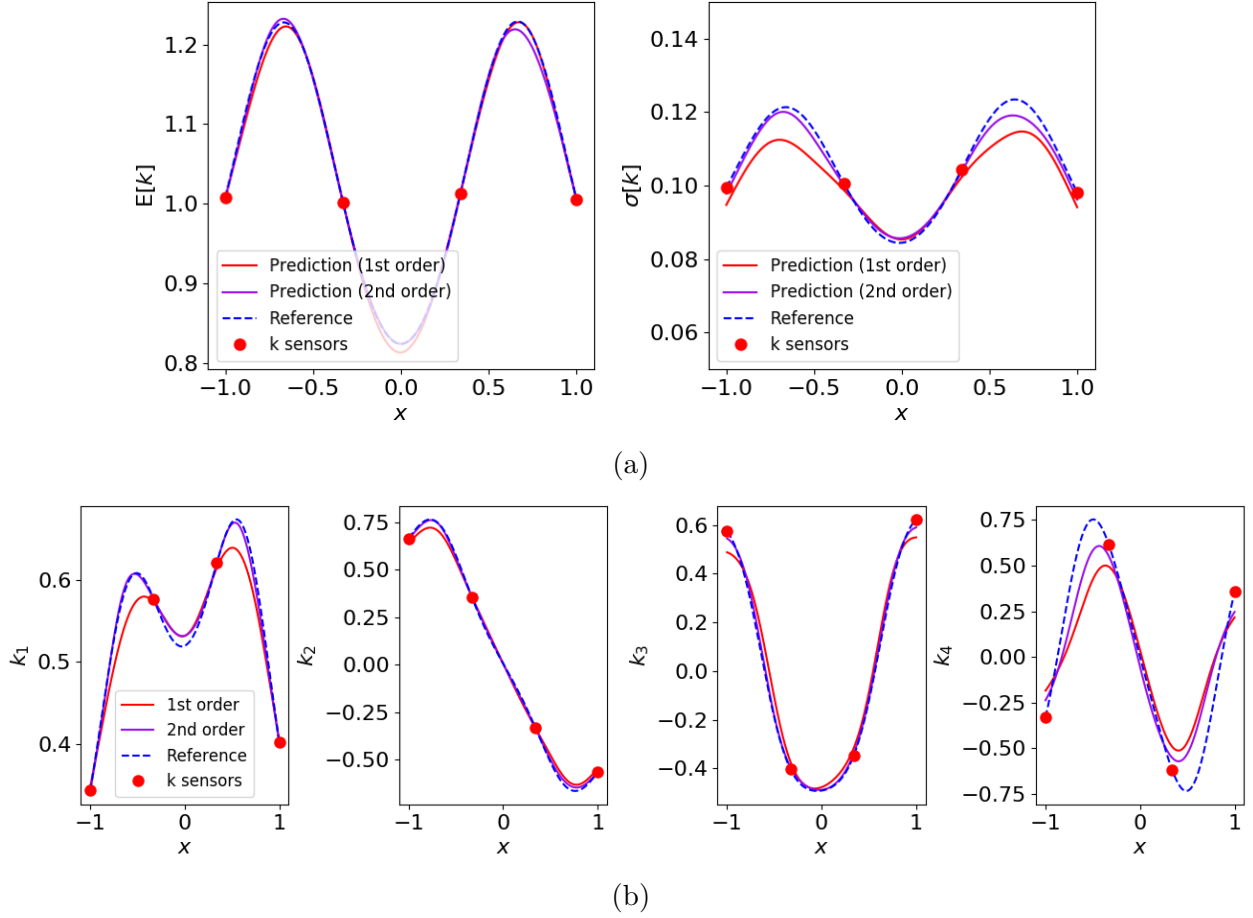 E[k]
1.2
1.1
1.0
0.9
0.8
Prediction (1st order)
Prediction (2nd order)
Reference
k sensors
−1.0 −0.5 0.0 0.5 1.0
x
σ[k]
0.14
0.12
0.10
0.08
0.06
Prediction (1st order)
Prediction (2nd order)
Reference
k sensors
−1.0 −0.5 0.0 0.5 1.0
x
(a)
k₁
0.6
0.5
0.4
1st order
2nd order
Reference
k sensors
−1 0 1
x
k₂
0.75
0.50
0.25
0.00
−0.25
−0.50
−1 0 1
x
k₃
0.6
0.4
0.2
0.0
−0.2
−0.4
−1 0 1
x
k₄
0.75
0.50
0.25
0.00
−0.25
−0.50
−0.75
−1 0 1
x
(b)